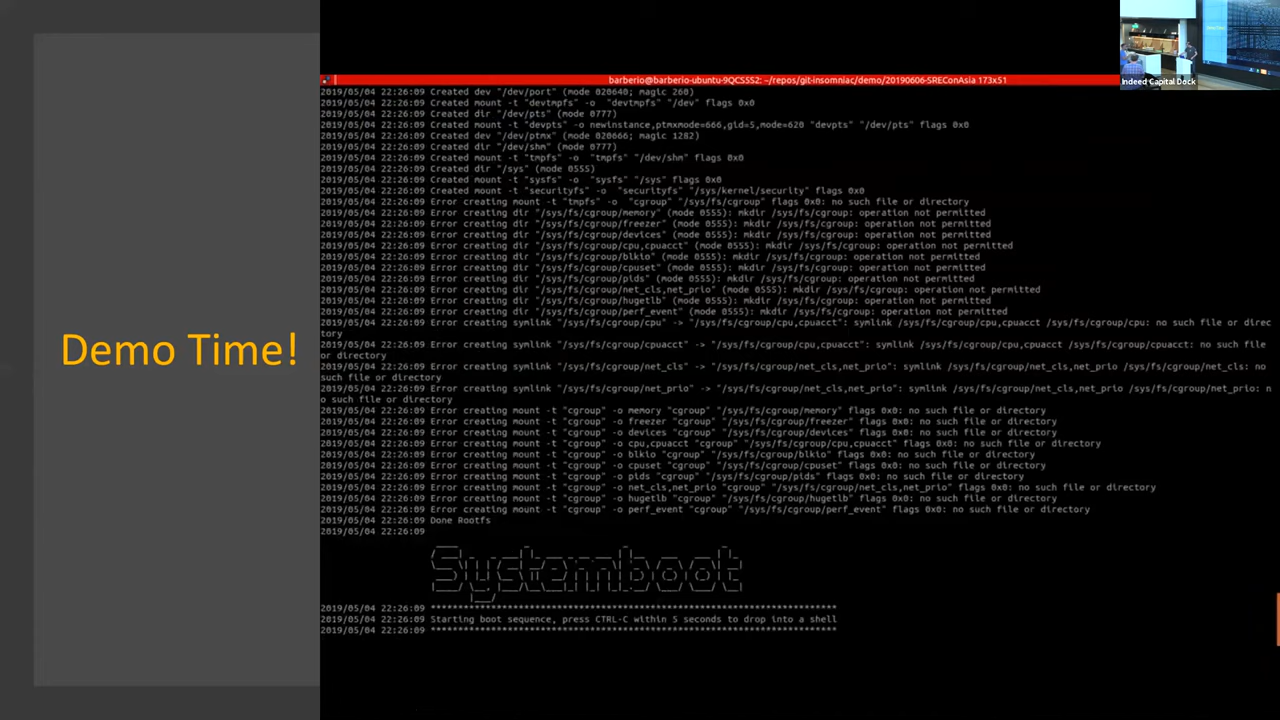 Indeed Capital Dock
Demo Time!
barberio@barberio-ubuntu-9QCSSS2: ~/repos/git-insomniac/demo/20190606-SREConAsia 173x51
2019/05/04 22:26:09 Created dev "/dev/port" (mode 020640; magic 260)
2019/05/04 22:26:09 Created mount -t "devtmpfs" -o  "devtmpfs" "/dev" flags 0x0
2019/05/04 22:26:09 Created dir "/dev/pts" (mode 0777)
2019/05/04 22:26:09 Created mount -t "devpts" -o newinstance,ptmxmode=666,gid=5,mode=620 "devpts" "/dev/pts" flags 0x0
2019/05/04 22:26:09 Created dev "/dev/ptmx" (mode 020666; magic 1282)
2019/05/04 22:26:09 Created dir "/dev/shm" (mode 0777)
2019/05/04 22:26:09 Created mount -t "tmpfs" -o  "tmpfs" "/dev/shm" flags 0x0
2019/05/04 22:26:09 Created dir "/sys" (mode 0555)
2019/05/04 22:26:09 Created mount -t "sysfs" -o  "sysfs" "/sys" flags 0x0
2019/05/04 22:26:09 Created mount -t "securityfs" -o  "securityfs" "/sys/kernel/security" flags 0x0
2019/05/04 22:26:09 Error creating mount -t "tmpfs" -o  "cgroup" "/sys/fs/cgroup" flags 0x0: no such file or directory
2019/05/04 22:26:09 Error creating dir "/sys/fs/cgroup/memory" (mode 0555): mkdir /sys/fs/cgroup: operation not permitted
2019/05/04 22:26:09 Error creating dir "/sys/fs/cgroup/freezer" (mode 0555): mkdir /sys/fs/cgroup: operation not permitted
2019/05/04 22:26:09 Error creating dir "/sys/fs/cgroup/devices" (mode 0555): mkdir /sys/fs/cgroup: operation not permitted
2019/05/04 22:26:09 Error creating dir "/sys/fs/cgroup/cpu,cpuacct" (mode 0555): mkdir /sys/fs/cgroup: operation not permitted
2019/05/04 22:26:09 Error creating dir "/sys/fs/cgroup/blkio" (mode 0555): mkdir /sys/fs/cgroup: operation not permitted
2019/05/04 22:26:09 Error creating dir "/sys/fs/cgroup/cpuset" (mode 0555): mkdir /sys/fs/cgroup: operation not permitted
2019/05/04 22:26:09 Error creating dir "/sys/fs/cgroup/pids" (mode 0555): mkdir /sys/fs/cgroup: operation not permitted
2019/05/04 22:26:09 Error creating dir "/sys/fs/cgroup/net_cls,net_prio" (mode 0555): mkdir /sys/fs/cgroup: operation not permitted
2019/05/04 22:26:09 Error creating dir "/sys/fs/cgroup/hugetlb" (mode 0555): mkdir /sys/fs/cgroup: operation not permitted
2019/05/04 22:26:09 Error creating dir "/sys/fs/cgroup/perf_event" (mode 0555): mkdir /sys/fs/cgroup: operation not permitted
2019/05/04 22:26:09 Error creating symlink "/sys/fs/cgroup/cpu" -> "/sys/fs/cgroup/cpu,cpuacct": symlink /sys/fs/cgroup/cpu,cpuacct /sys/fs/cgroup/cpu: no such file or direc
tory
2019/05/04 22:26:09 Error creating symlink "/sys/fs/cgroup/cpuacct" -> "/sys/fs/cgroup/cpu,cpuacct": symlink /sys/fs/cgroup/cpu,cpuacct /sys/fs/cgroup/cpuacct: no such file
or directory
2019/05/04 22:26:09 Error creating symlink "/sys/fs/cgroup/net_cls" -> "/sys/fs/cgroup/net_cls,net_prio": symlink /sys/fs/cgroup/net_cls,net_prio /sys/fs/cgroup/net_cls: no
such file or directory
2019/05/04 22:26:09 Error creating symlink "/sys/fs/cgroup/net_prio" -> "/sys/fs/cgroup/net_cls,net_prio": symlink /sys/fs/cgroup/net_cls,net_prio /sys/fs/cgroup/net_prio: n
o such file or directory
2019/05/04 22:26:09 Error creating mount -t "cgroup" -o memory "cgroup" "/sys/fs/cgroup/memory" flags 0x0: no such file or directory
2019/05/04 22:26:09 Error creating mount -t "cgroup" -o freezer "cgroup" "/sys/fs/cgroup/freezer" flags 0x0: no such file or directory
2019/05/04 22:26:09 Error creating mount -t "cgroup" -o devices "cgroup" "/sys/fs/cgroup/devices" flags 0x0: no such file or directory
2019/05/04 22:26:09 Error creating mount -t "cgroup" -o cpu,cpuacct "cgroup" "/sys/fs/cgroup/cpu,cpuacct" flags 0x0: no such file or directory
2019/05/04 22:26:09 Error creating mount -t "cgroup" -o blkio "cgroup" "/sys/fs/cgroup/blkio" flags 0x0: no such file or directory
2019/05/04 22:26:09 Error creating mount -t "cgroup" -o cpuset "cgroup" "/sys/fs/cgroup/cpuset" flags 0x0: no such file or directory
2019/05/04 22:26:09 Error creating mount -t "cgroup" -o pids "cgroup" "/sys/fs/cgroup/pids" flags 0x0: no such file or directory
2019/05/04 22:26:09 Error creating mount -t "cgroup" -o net_cls,net_prio "cgroup" "/sys/fs/cgroup/net_cls,net_prio" flags 0x0: no such file or directory
2019/05/04 22:26:09 Error creating mount -t "cgroup" -o hugetlb "cgroup" "/sys/fs/cgroup/hugetlb" flags 0x0: no such file or directory
2019/05/04 22:26:09 Error creating mount -t "cgroup" -o perf_event "cgroup" "/sys/fs/cgroup/perf_event" flags 0x0: no such file or directory
2019/05/04 22:26:09 Done Rootfs
2019/05/04 22:26:09
Systemboot
2019/05/04 22:26:09 **************************************************************************
2019/05/04 22:26:09 Starting boot sequence, press CTRL-C within 5 seconds to drop into a shell
2019/05/04 22:26:09 **************************************************************************